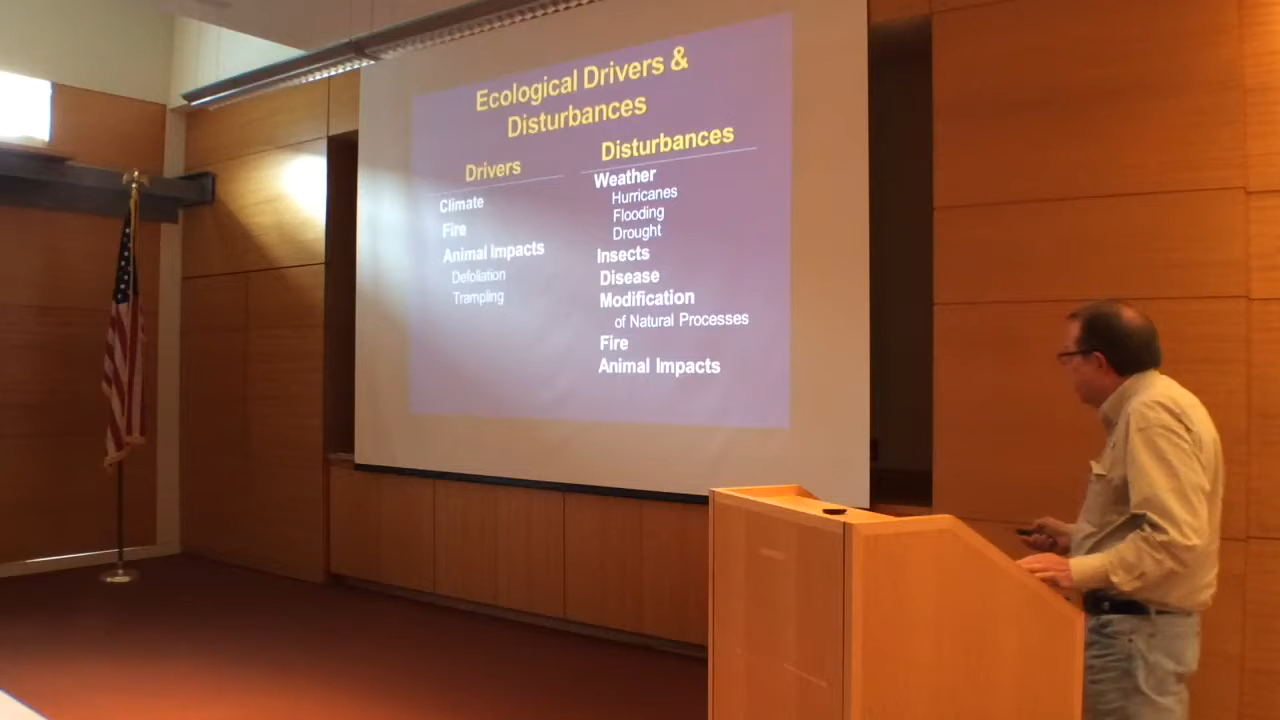 Ecological Drivers &
Disturbances
Drivers
Climate
Fire
Animal Impacts
Defoliation
Trampling
Disturbances
Weather
Hurricanes
Flooding
Drought
Insects
Disease
Modification
of Natural Processes
Fire
Animal Impacts